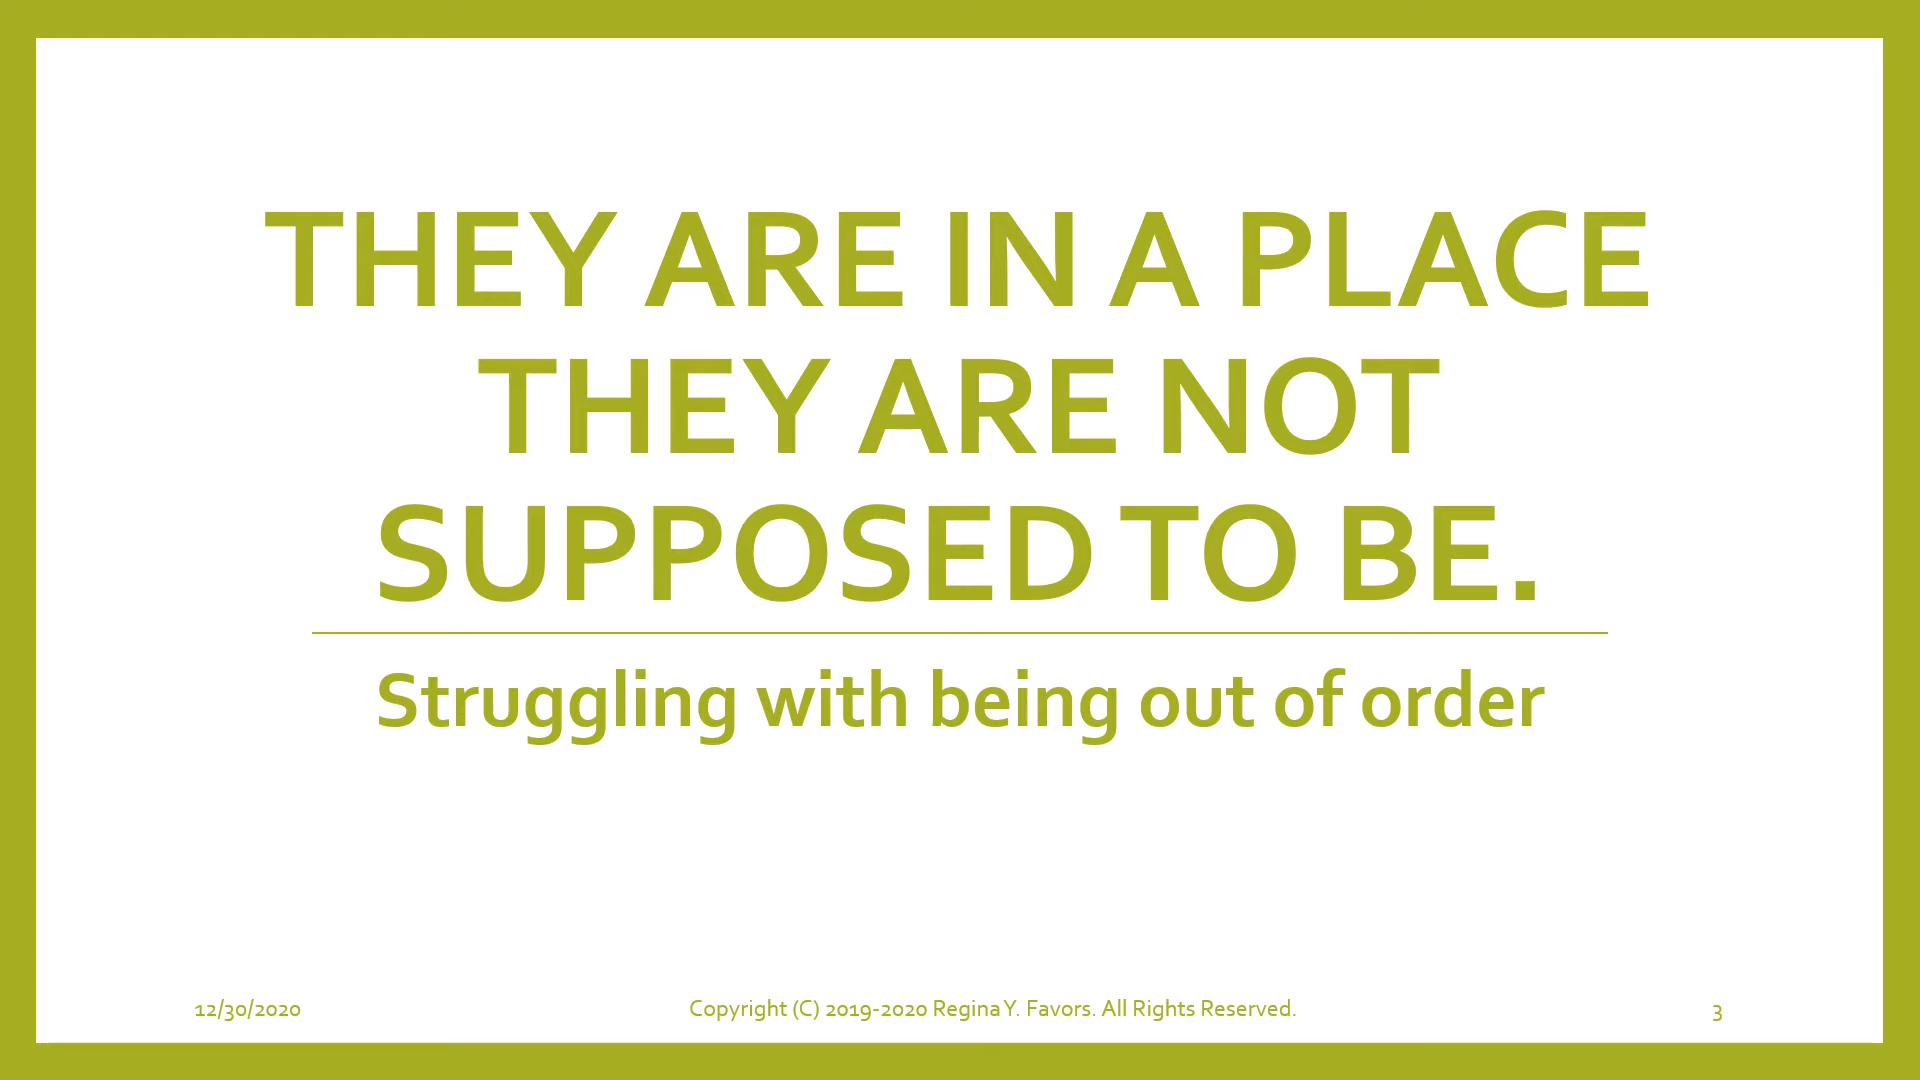 THEY ARE IN A PLACE
THEY ARE NOT
SUPPOSED TO BE.
Struggling with being out of order
12/30/2020
Copyright (C) 2019-2020 Regina Y. Favors. All Rights Reserved.
3